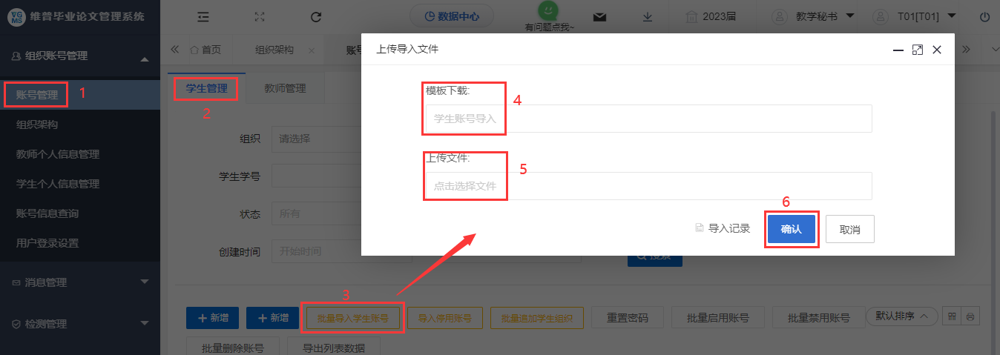 VG MS 维普毕业论文管理系统
数据中心
有问题点我~
2023届
教学秘书
T01[T01]
组织账号管理
首页
组织架构
账号
上传导入文件
账号管理
1
学生管理
2
教师管理
模板下载:
4
学生账号导入
组织架构
组织
请选择
教师个人信息管理
上传文件:
5
学生个人信息管理
学生学号
点击选择文件
账号信息查询
状态
所有
6
导入记录
确认
取消
用户登录设置
创建时间
开始时间
搜索
消息管理
3
新增
新增
批量导入学生账号
导入停用账号
批量追加学生组织
重置密码
批量启用账号
批量禁用账号
默认排序
检测管理
批量删除账号
导出列表数据